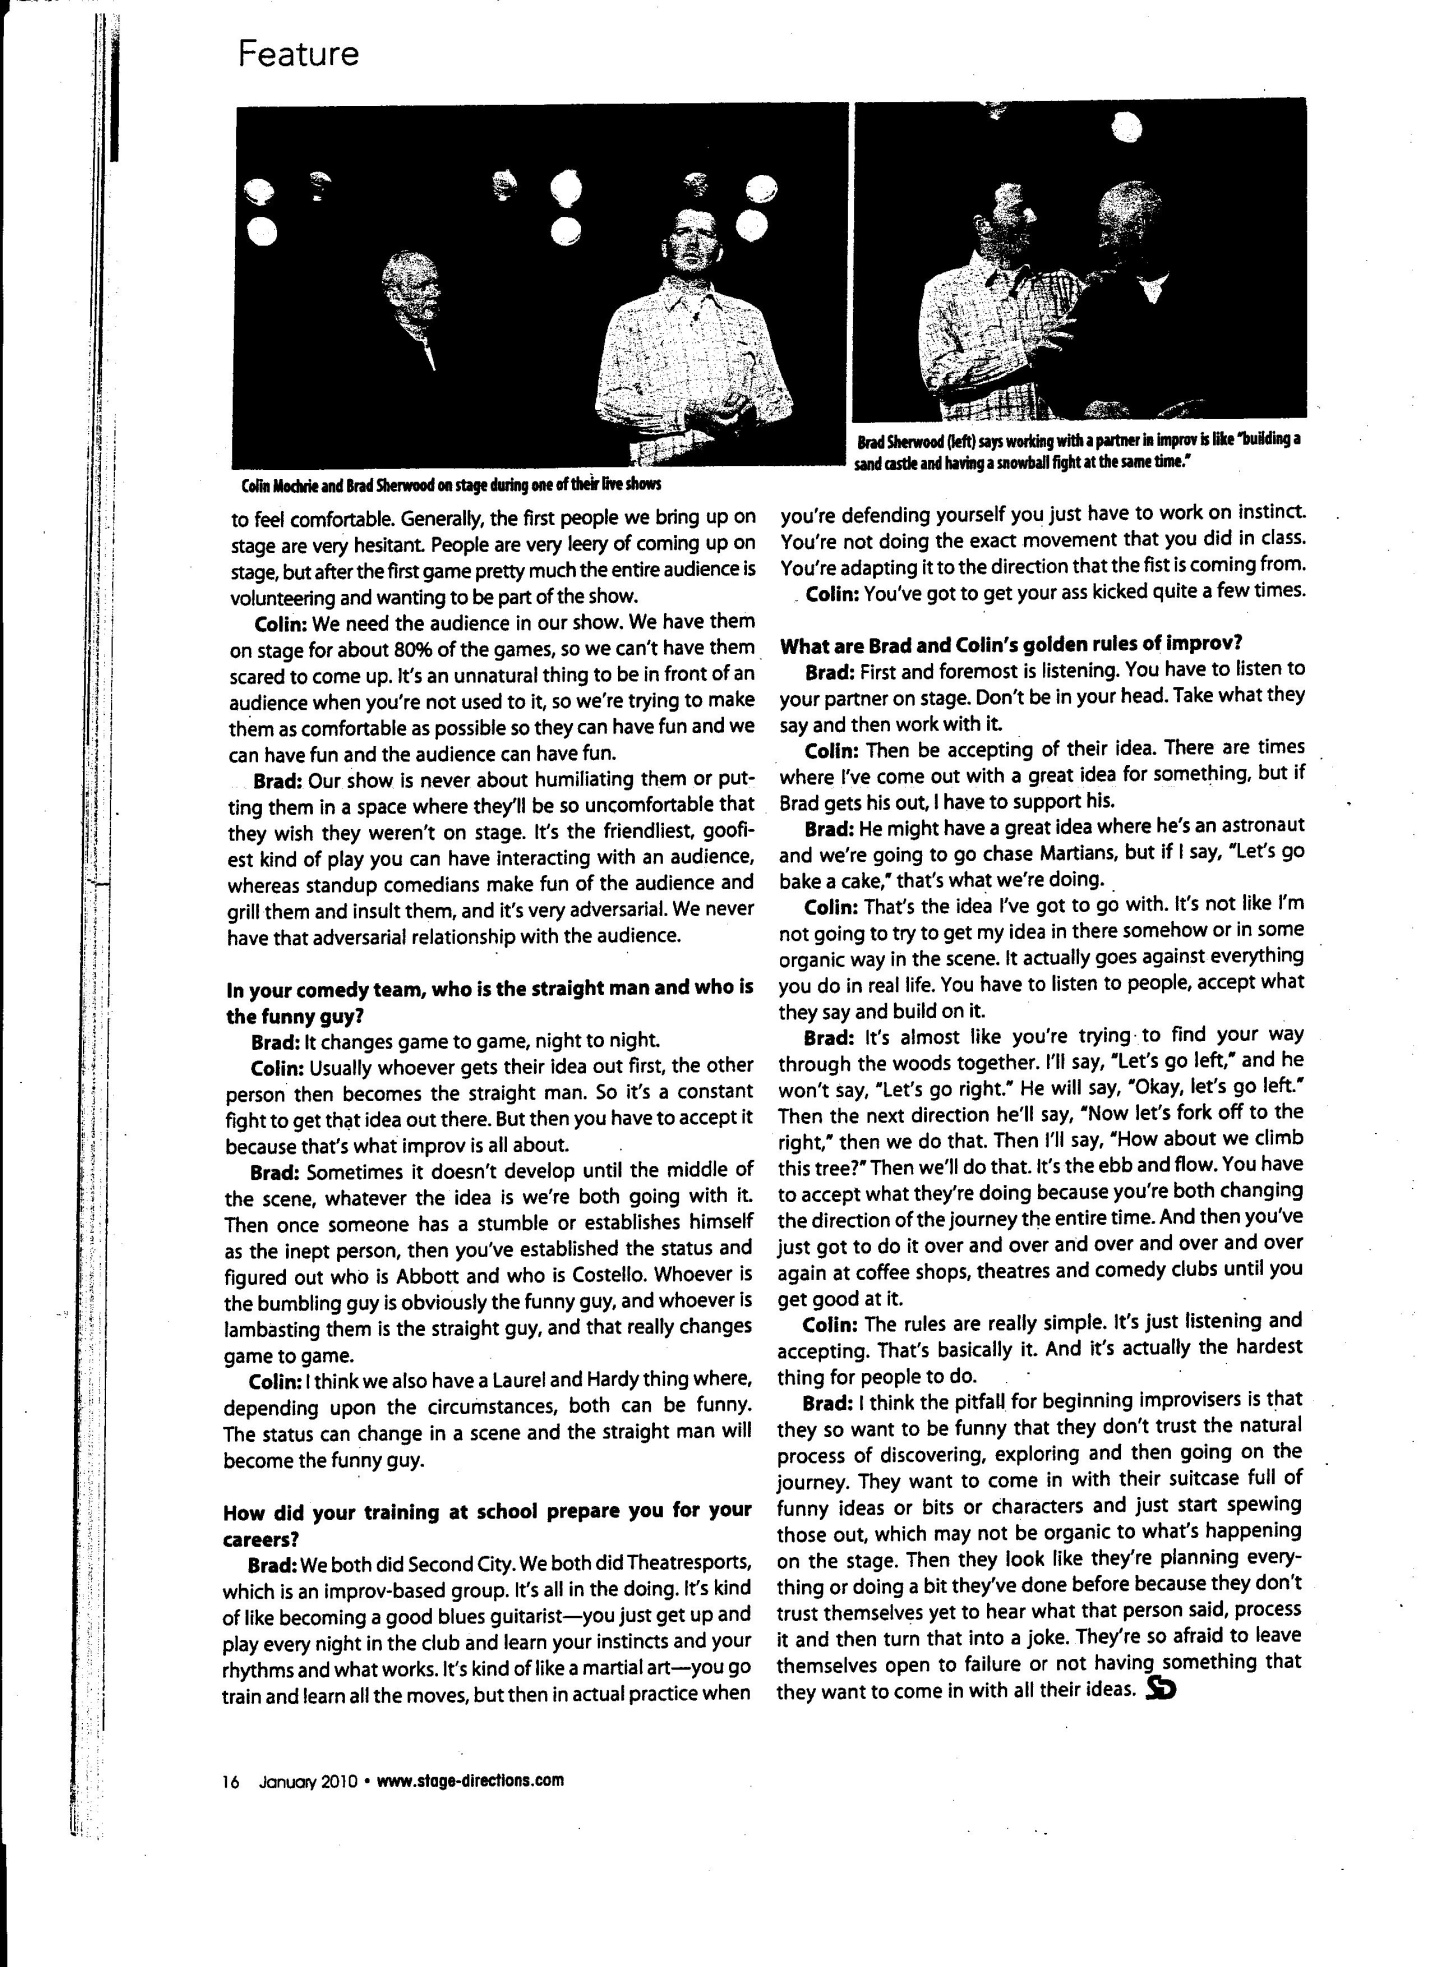 Feature
Colin Mochrie and Brad Sherwood on stage during one of their live shows
Brad Sherwood (left) says working with a partner in improv is like "building a
sand castle and having a snowball fight at the same time."
to feel comfortable. Generally, the first people we bring up on
stage are very hesitant. People are very leery of coming up on
stage, but after the first game pretty much the entire audience is
volunteering and wanting to be part of the show.
Colin: We need the audience in our show. We have them
on stage for about 80% of the games, so we can't have them
scared to come up. It's an unnatural thing to be in front of an
audience when you're not used to it, so we're trying to make
them as comfortable as possible so they can have fun and we
can have fun and the audience can have fun.
Brad: Our show is never about humiliating them or put-
ting them in a space where they'll be so uncomfortable that
they wish they weren't on stage. It's the friendliest, goofi-
est kind of play you can have interacting with an audience,
whereas standup comedians make fun of the audience and
grill them and insult them, and it's very adversarial. We never
have that adversarial relationship with the audience.
In your comedy team, who is the straight man and who is
the funny guy?
Brad: It changes game to game, night to night.
Colin: Usually whoever gets their idea out first, the other
person then becomes the straight man. So it's a constant
fight to get that idea out there. But then you have to accept it
because that's what improv is all about.
Brad: Sometimes it doesn't develop until the middle of
the scene, whatever the idea is we're both going with it.
Then once someone has a stumble or establishes himself
as the inept person, then you've established the status and
figured out who is Abbott and who is Costello. Whoever is
the bumbling guy is obviously the funny guy, and whoever is
lambasting them is the straight guy, and that really changes
game to game.
Colin: I think we also have a Laurel and Hardy thing where,
depending upon the circumstances, both can be funny.
The status can change in a scene and the straight man will
become the funny guy.
How did your training at school prepare you for your
careers?
Brad: We both did Second City. We both did Theatresports,
which is an improv-based group. It's all in the doing. It's kind
of like becoming a good blues guitarist—you just get up and
play every night in the club and learn your instincts and your
rhythms and what works. It's kind of like a martial art—you go
train and learn all the moves, but then in actual practice when
you're defending yourself you just have to work on instinct.
You're not doing the exact movement that you did in class.
You're adapting it to the direction that the fist is coming from.
Colin: You've got to get your ass kicked quite a few times.
What are Brad and Colin's golden rules of improv?
Brad: First and foremost is listening. You have to listen to
your partner on stage. Don't be in your head. Take what they
say and then work with it.
Colin: Then be accepting of their idea. There are times
where I've come out with a great idea for something, but if
Brad gets his out, I have to support his.
Brad: He might have a great idea where he's an astronaut
and we're going to go chase Martians, but if I say, "Let's go
bake a cake," that's what we're doing.
Colin: That's the idea I've got to go with. It's not like I'm
not going to try to get my idea in there somehow or in some
organic way in the scene. It actually goes against everything
you do in real life. You have to listen to people, accept what
they say and build on it.
Brad: It's almost like you're trying to find your way
through the woods together. I'll say, "Let's go left," and he
won't say, "Let's go right." He will say, "Okay, let's go left."
Then the next direction he'll say, "Now let's fork off to the
right," then we do that. Then I'll say, "How about we climb
this tree?" Then we'll do that. It's the ebb and flow. You have
to accept what they're doing because you're both changing
the direction of the journey the entire time. And then you've
just got to do it over and over and over and over and over
again at coffee shops, theatres and comedy clubs until you
get good at it.
Colin: The rules are really simple. It's just listening and
accepting. That's basically it. And it's actually the hardest
thing for people to do.
Brad: I think the pitfall for beginning improvisers is that
they so want to be funny that they don't trust the natural
process of discovering, exploring and then going on the
journey. They want to come in with their suitcase full of
funny ideas or bits or characters and just start spewing
those out, which may not be organic to what's happening
on the stage. Then they look like they're planning every-
thing or doing a bit they've done before because they don't
trust themselves yet to hear what that person said, process
it and then turn that into a joke. They're so afraid to leave
themselves open to failure or not having something that
they want to come in with all their ideas. SD
16 January 2010 • www.stage-directions.com